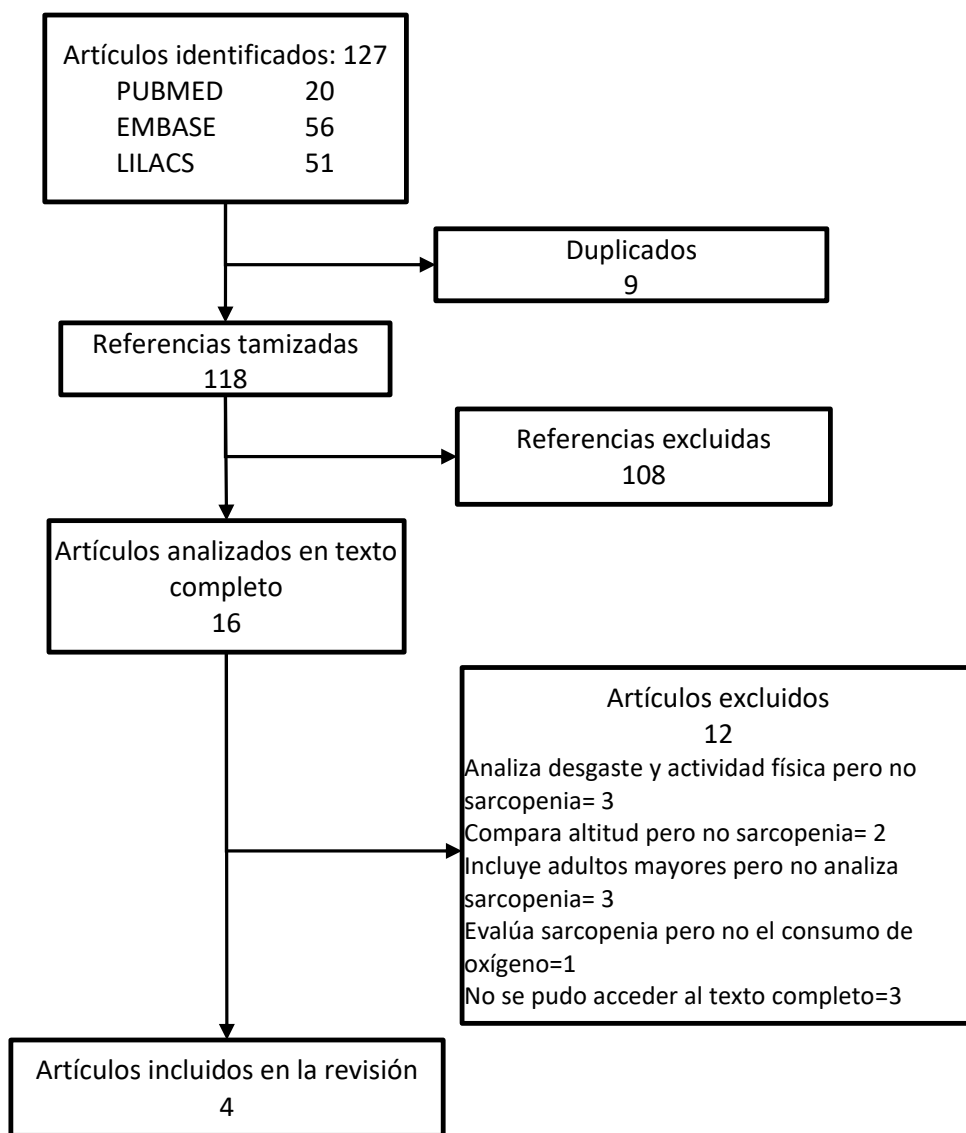 Artículos identificados: 127
PUBMED 20
EMBASE 56
LILACS 51
Duplicados
9
Referencias tamizadas
118
Referencias excluidas
108
Artículos analizados en texto
completo
16
Artículos excluidos
12
Analiza desgaste y actividad física pero no
sarcopenia= 3
Compara altitud pero no sarcopenia= 2
Incluye adultos mayores pero no analiza
sarcopenia= 3
Evalúa sarcopenia pero no el consumo de
oxígeno=1
No se pudo acceder al texto completo=3
Artículos incluidos en la revisión
4